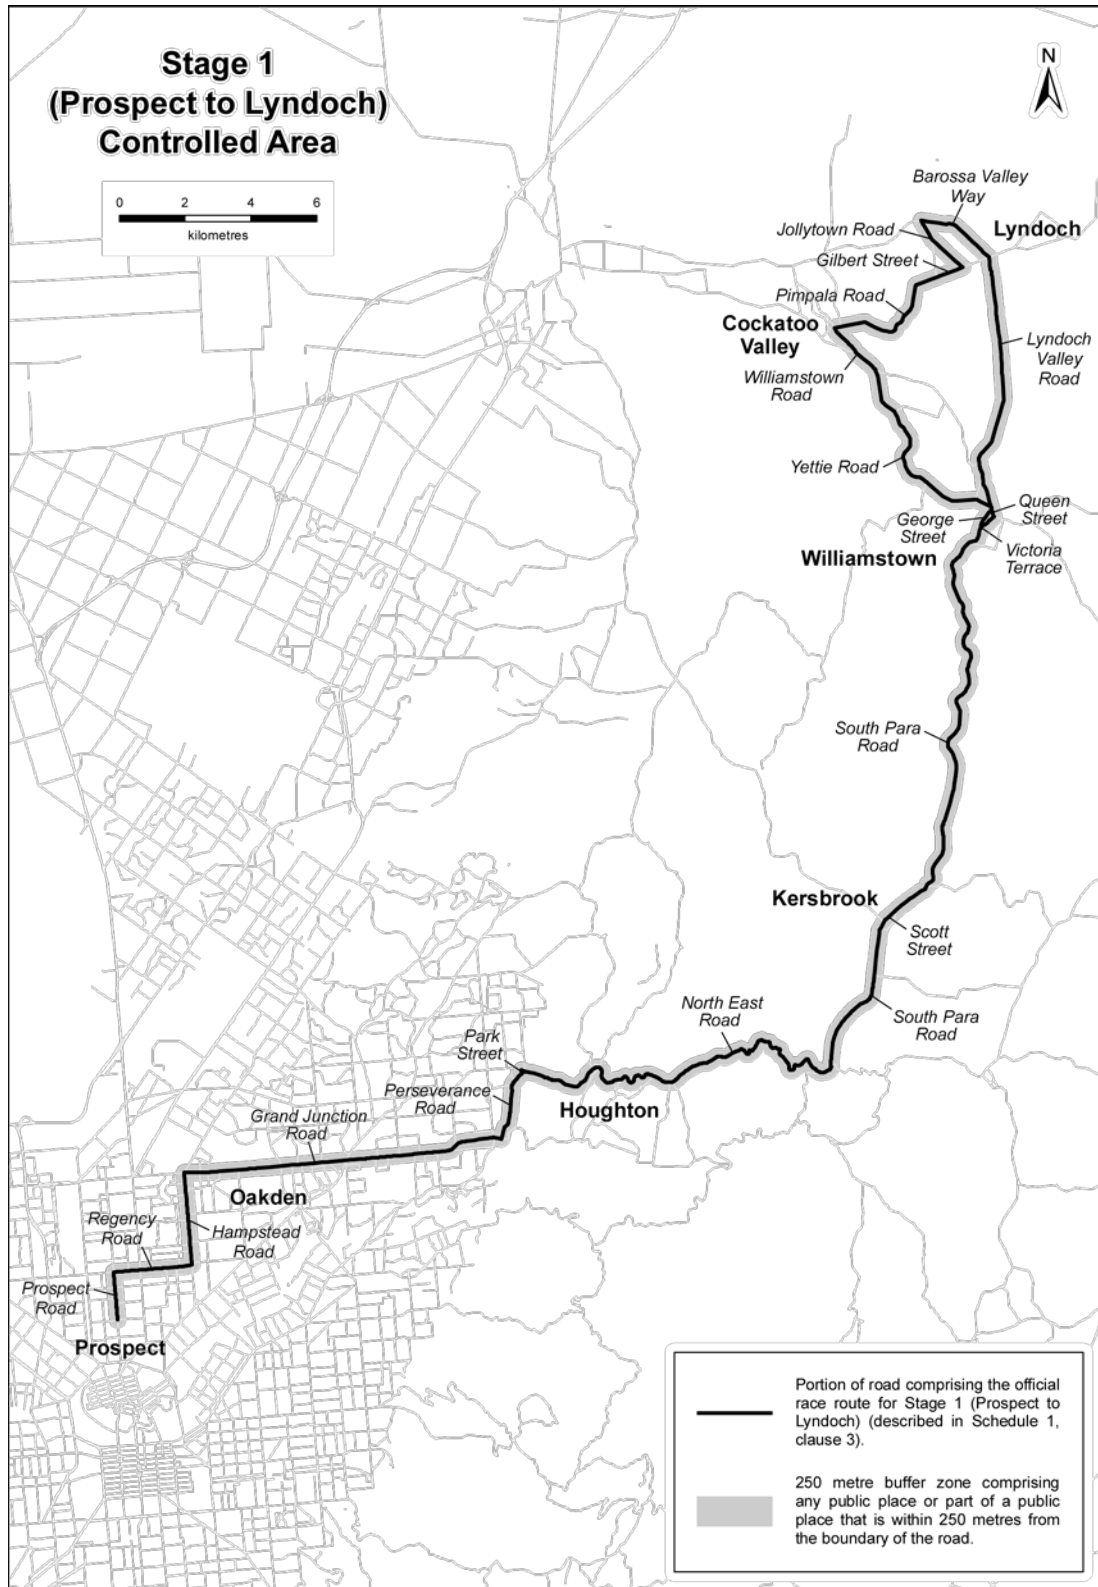 Stage 1
(Prospect to Lyndoch)
Controlled Area
0 2 4 6
kilometres
N
Barossa Valley
Way
Jollytown Road
Lyndoch
Gilbert Street
Pimpala Road
Cockatoo
Valley
Lyndoch
Valley
Road
Williamstown
Road
Yettie Road
Queen
Street
George
Street
Victoria
Terrace
Williamstown
South Para
Road
Kersbrook
Scott
Street
North East
Road
South Para
Road
Park
Street
Perseverance
Road
Houghton
Grand Junction
Road
Oakden
Regency
Road
Hampstead
Road
Prospect
Road
Prospect
Portion of road comprising the official
race route for Stage 1 (Prospect to
Lyndoch) (described in Schedule 1,
clause 3).
250 metre buffer zone comprising
any public place or part of a public
place that is within 250 metres from
the boundary of the road.